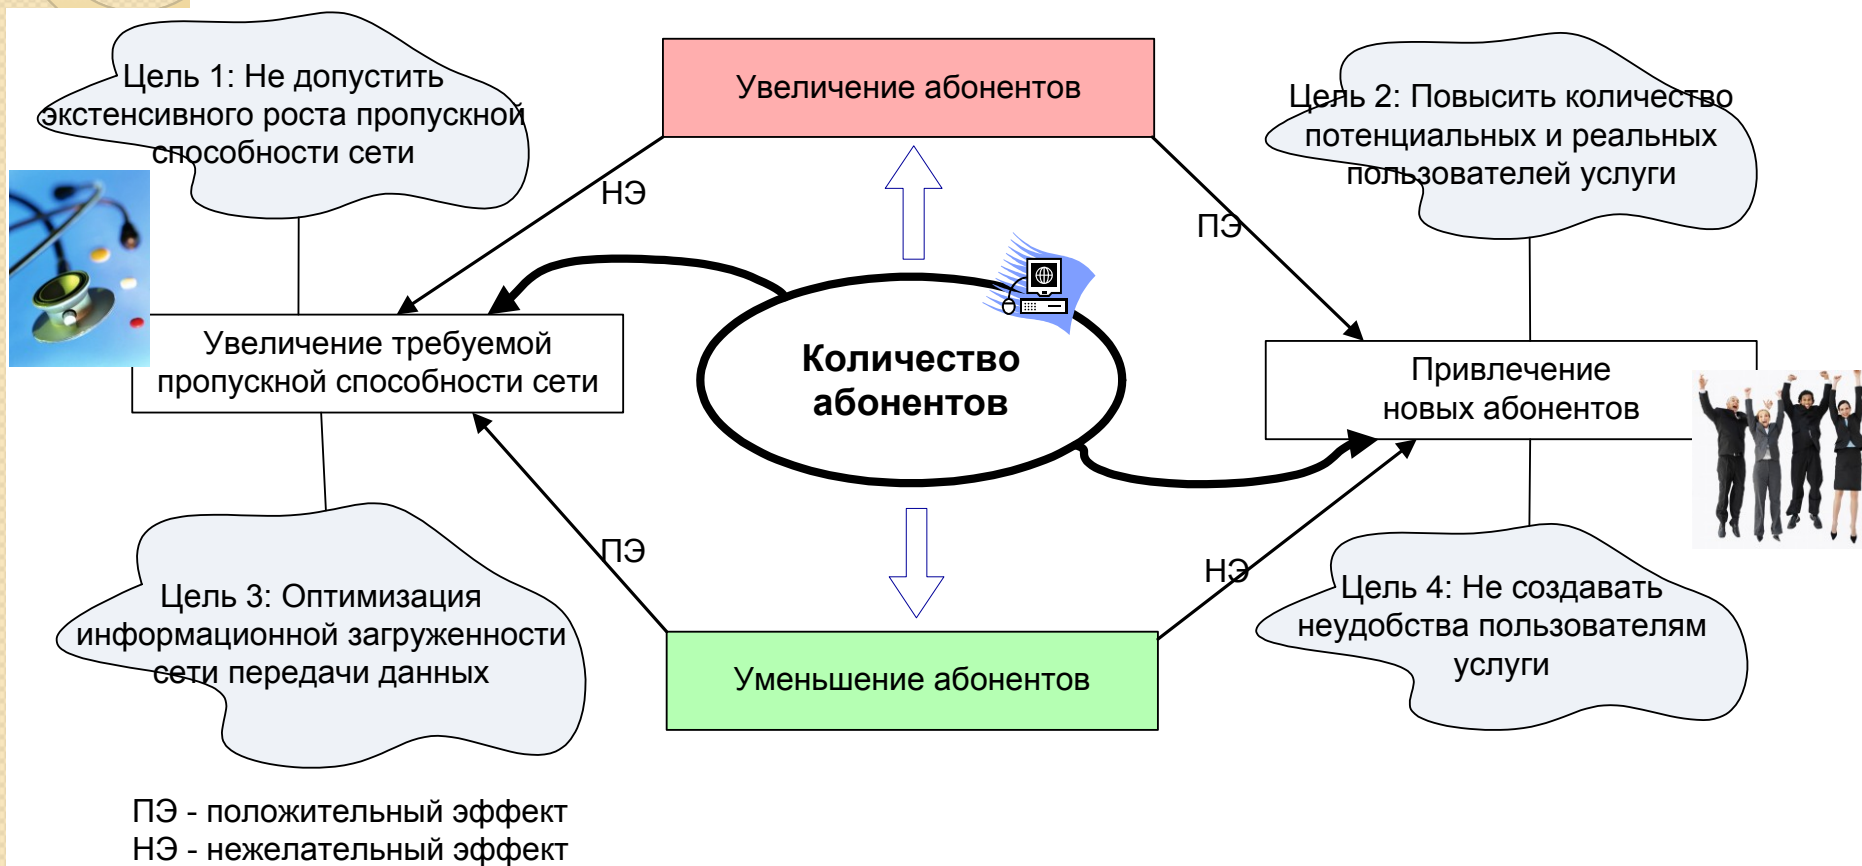 Цель 1: Не допустить
экстенсивного роста пропускной
способности сети
Увеличение абонентов
Цель 2: Повысить количество
потенциальных и реальных
пользователей услуги
НЭ
ПЭ
Увеличение требуемой
пропускной способности сети
Количество
абонентов
Привлечение
новых абонентов
ПЭ
НЭ
Цель 3: Оптимизация
информационной загруженности
сети передачи данных
Уменьшение абонентов
Цель 4: Не создавать
неудобства пользователям
услуги
ПЭ - положительный эффект
НЭ - нежелательный эффект